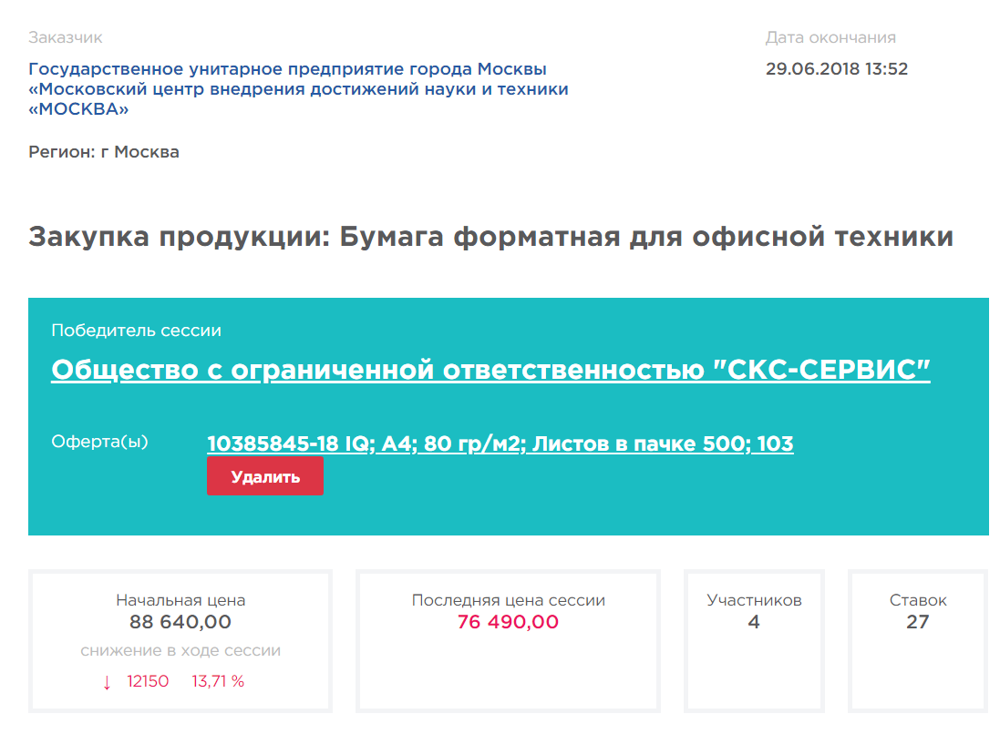 Заказчик
Дата окончания
Государственное унитарное предприятие города Москвы
«Московский центр внедрения достижений науки и техники
«МОСКВА»
29.06.2018 13:52
Регион: г Москва
Закупка продукции: Бумага форматная для офисной техники
Победитель сессии
Общество с ограниченной ответственностью "СКС-СЕРВИС"
Оферта(ы)
10385845-18 IQ; А4; 80 гр/м2; Листов в пачке 500; 103
Удалить
Начальная цена
88 640,00
снижение в ходе сессии
↓ 12150 13,71 %
Последняя цена сессии
76 490,00
Участников
4
Ставок
27